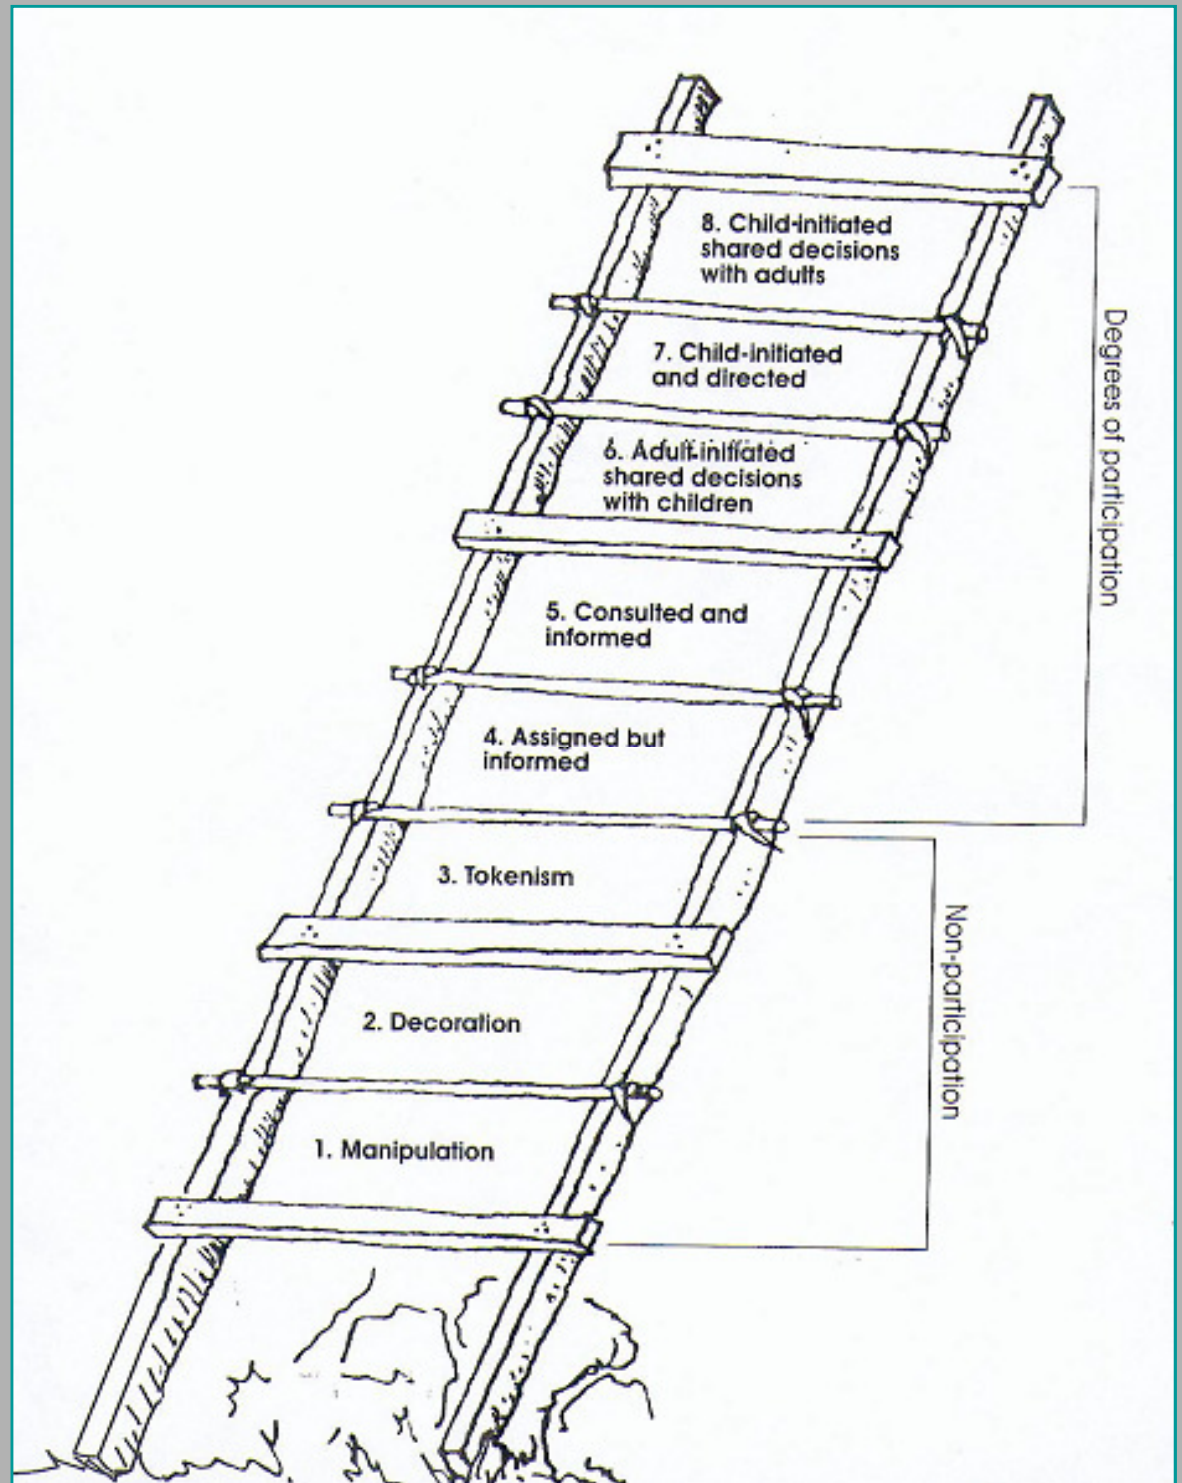 8. Child-initiated
shared decisions
with adults
7. Child-initiated
and directed
6. Adult-initiated
shared decisions
with children
5. Consulted and
informed
4. Assigned but
informed
3. Tokenism
2. Decoration
1. Manipulation
Degrees of participation
Non-participation